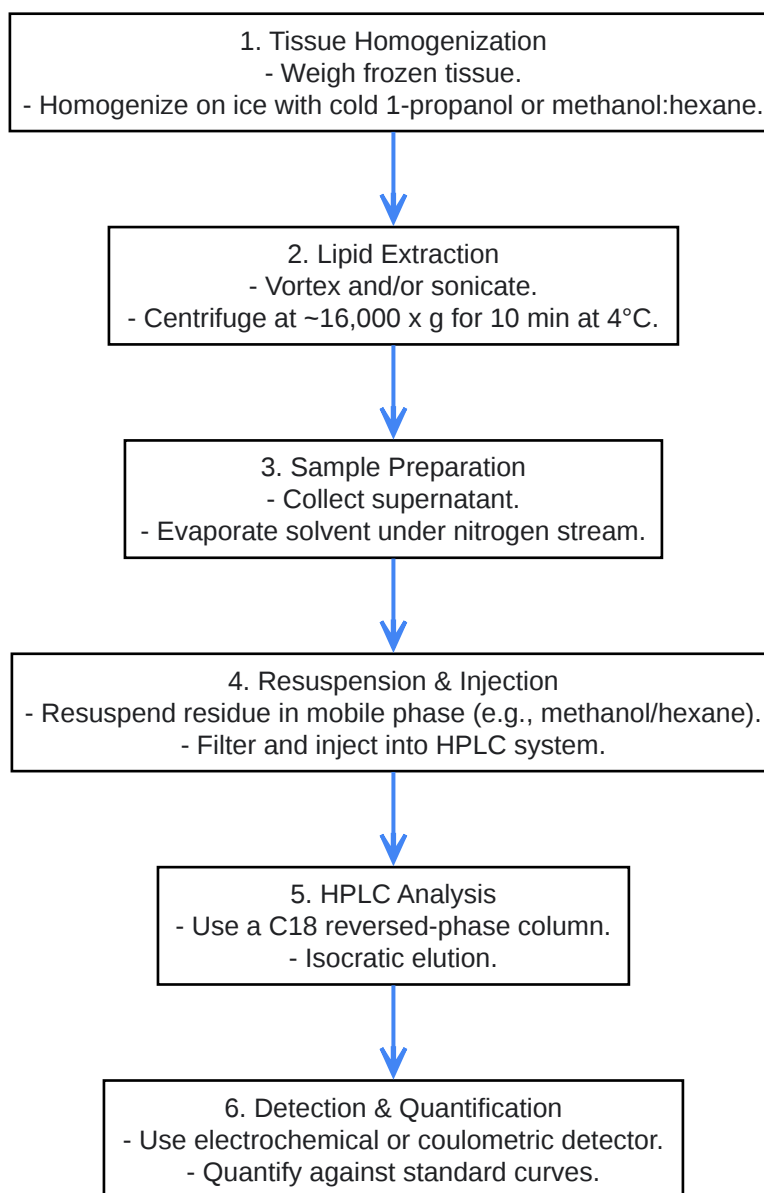 1. Tissue Homogenization
- Weigh frozen tissue.
- Homogenize on ice with cold 1-propanol or methanol:hexane.
2. Lipid Extraction
- Vortex and/or sonicate.
- Centrifuge at ~16,000 x g for 10 min at 4°C.
3. Sample Preparation
- Collect supernatant.
- Evaporate solvent under nitrogen stream.
4. Resuspension & Injection
- Resuspend residue in mobile phase (e.g., methanol/hexane).
- Filter and inject into HPLC system.
5. HPLC Analysis
- Use a C18 reversed-phase column.
- Isocratic elution.
6. Detection & Quantification
- Use electrochemical or coulometric detector.
- Quantify against standard curves.